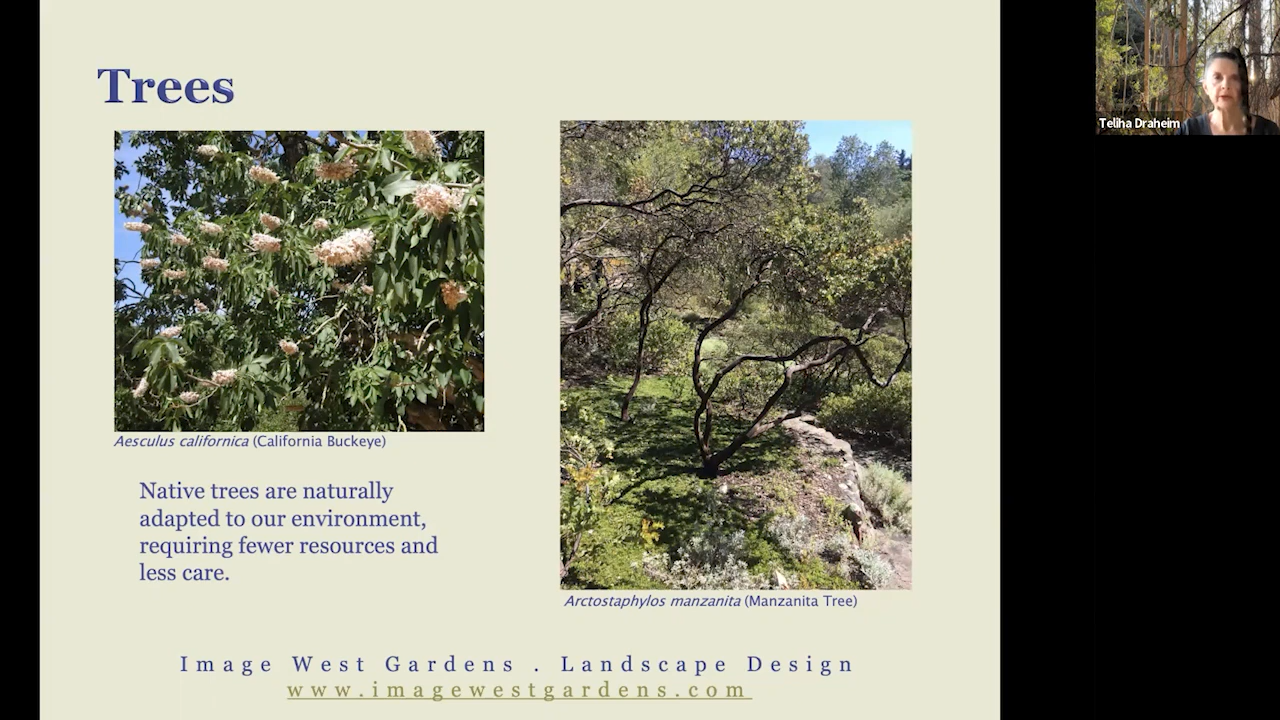 Trees
Teliha Draheim
Aesculus californica (California Buckeye)
Native trees are naturally
adapted to our environment,
requiring fewer resources and
less care.
Arctostaphylos manzanita (Manzanita Tree)
Image West Gardens . Landscape Design
www.imagewestgardens.com